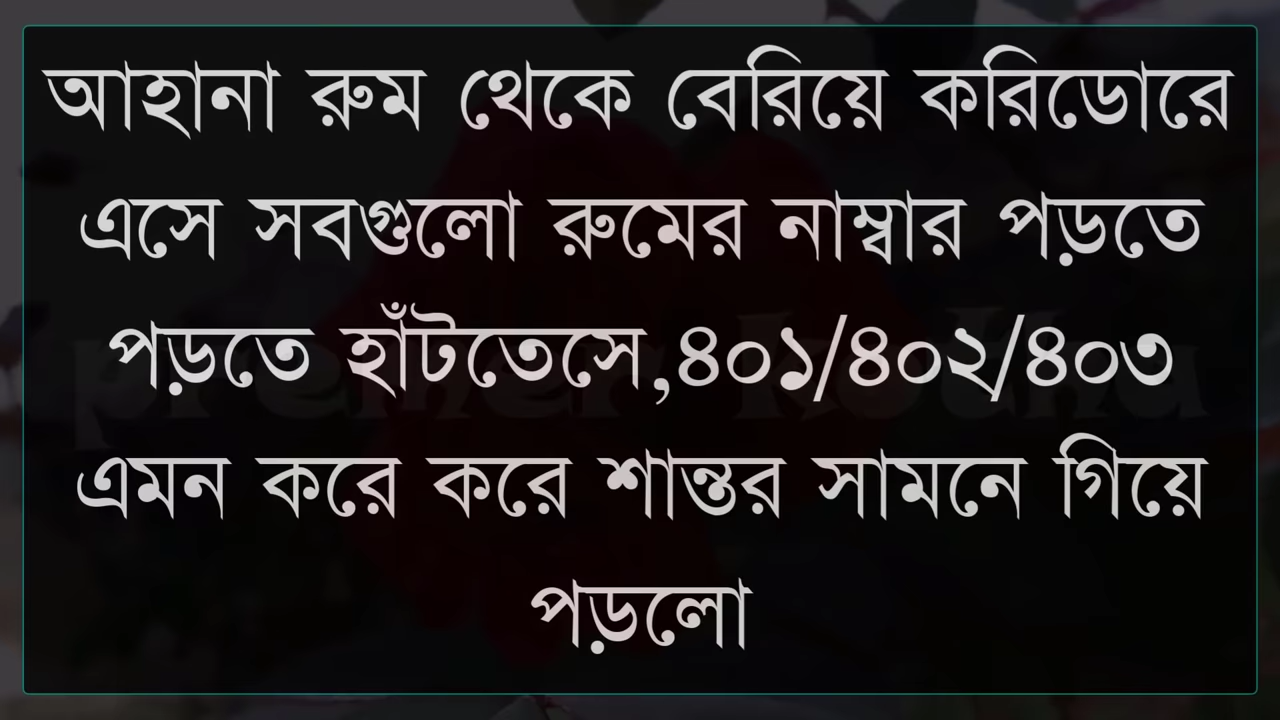 আহানা রুম থেকে বেরিয়ে করিডোরে
এসে সবগুলো রুমের নাম্বার পড়তে
পড়তে হাঁটতেসে,৪০১/৪০২/৪০৩
এমন করে করে শান্তর সামনে গিয়ে
পড়লো